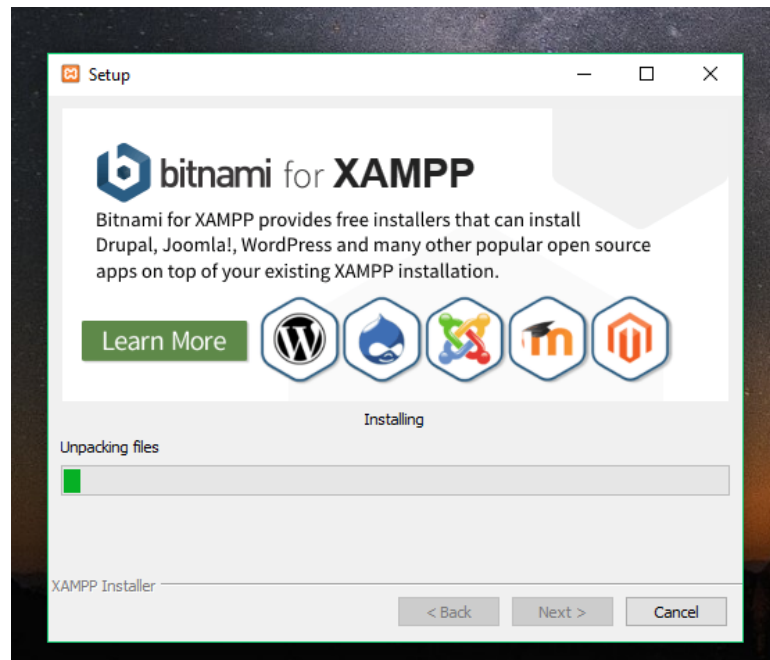 Setup
bitnami for XAMPP
Bitnami for XAMPP provides free installers that can install
Drupal, Joomla!, WordPress and many other popular open source
apps on top of your existing XAMPP installation.
Learn More
Installing
Unpacking files
XAMPP Installer
< Back Next > Cancel